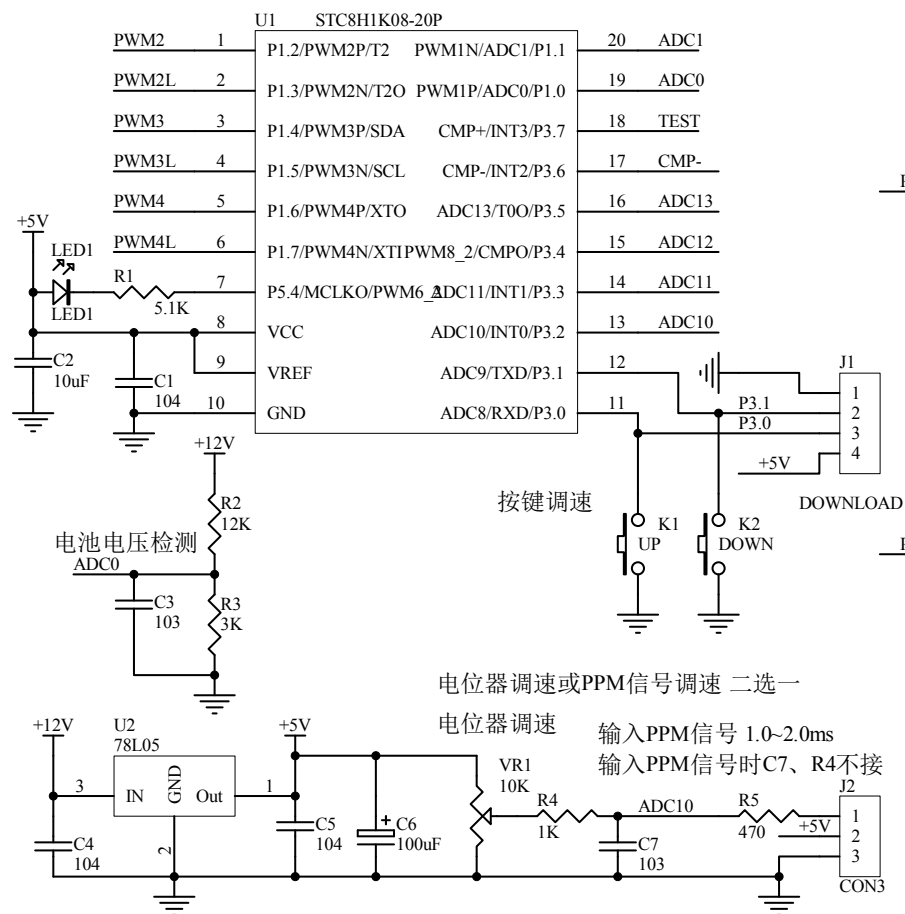 U1 STC8H1K08-20P
PWM2 1 P1.2/PWM2P/T2 PWM1N/ADC1/P1.1 20 ADC1
PWM2L 2 P1.3/PWM2N/T2O PWM1P/ADC0/P1.0 19 ADC0
PWM3 3 P1.4/PWM3P/SDA CMP+/INT3/P3.7 18 TEST
PWM3L 4 P1.5/PWM3N/SCL CMP-/INT2/P3.6 17 CMP-
PWM4 5 P1.6/PWM4P/XTO ADC13/T0O/P3.5 16 ADC13
PWM4L 6 P1.7/PWM4N/XTI PWM8_2/CMPO/P3.4 15 ADC12
7 P5.4/MCLKO/PWM6_2 ADC11/INT1/P3.3 14 ADC11
8 VCC ADC10/INT0/P3.2 13 ADC10
9 VREF ADC9/TXD/P3.1 12
10 GND ADC8/RXD/P3.0 11
+5V
LED1
LED1
R1
5.1K
C2
10uF
C1
104
J1
1
P3.1 2
P3.0 3
+5V 4
DOWNLOAD
+12V
R2
12K
电池电压检测
ADC0
C3
103
R3
3K
按键调速
K1
UP
K2
DOWN
电位器调速或PPM信号调速 二选一
电位器调速
输入PPM信号 1.0~2.0ms
输入PPM信号时C7、R4不接
+12V
U2
78L05
3 IN GND Out 1
2
+5V
C4
104
C5
104
C6
100uF
+
VR1
10K
R4
1K
ADC10
C7
103
R5
470
J2
1
+5V 2
3
CON3